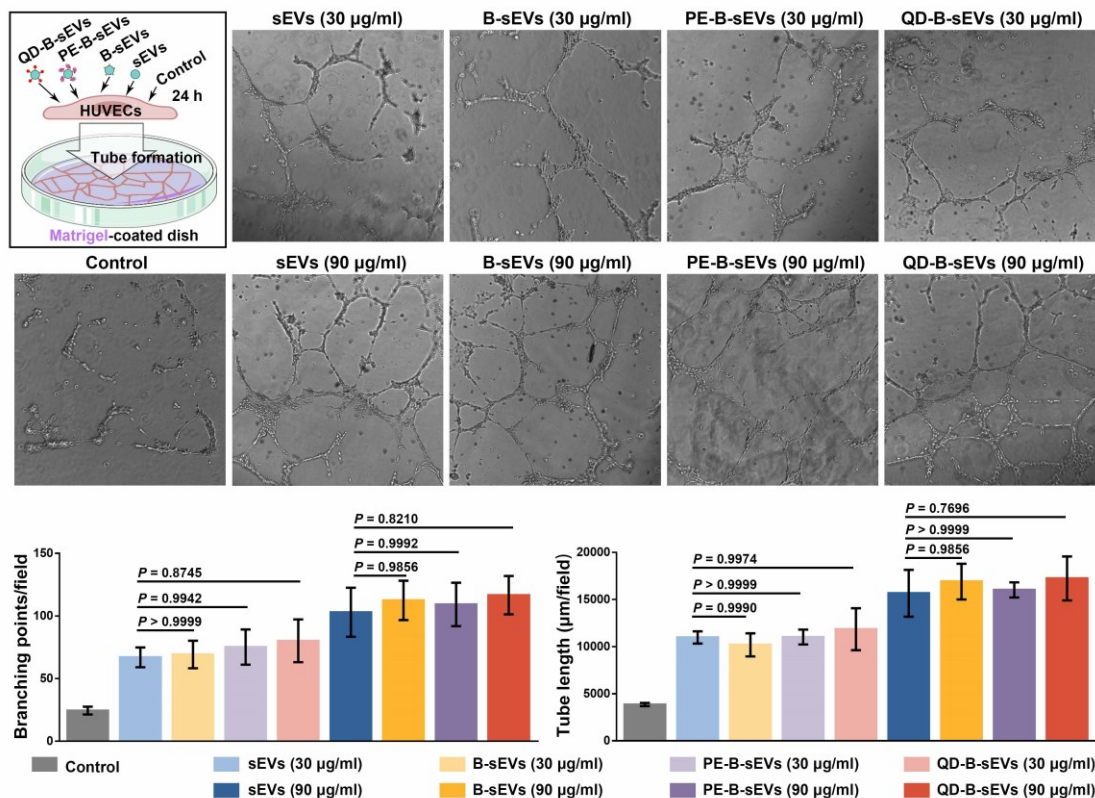 QD-B-sEVs
PE-B-sEVs
B-sEVs
sEVs
Control
24 h
HUVECs
Tube formation
Matrigel-coated dish
sEVs (30 µg/ml)
B-sEVs (30 µg/ml)
PE-B-sEVs (30 µg/ml)
QD-B-sEVs (30 µg/ml)
Control
sEVs (90 µg/ml)
B-sEVs (90 µg/ml)
PE-B-sEVs (90 µg/ml)
QD-B-sEVs (90 µg/ml)
Branching points/field
150
100
50
0
P = 0.8745
P = 0.9942
P > 0.9999
P = 0.8210
P = 0.9992
P = 0.9856
Tube length (µm/field)
20000
15000
10000
5000
0
P = 0.9974
P > 0.9999
P = 0.9990
P = 0.7696
P > 0.9999
P = 0.9856
Control
sEVs (30 µg/ml)
B-sEVs (30 µg/ml)
PE-B-sEVs (30 µg/ml)
QD-B-sEVs (30 µg/ml)
sEVs (90 µg/ml)
B-sEVs (90 µg/ml)
PE-B-sEVs (90 µg/ml)
QD-B-sEVs (90 µg/ml)